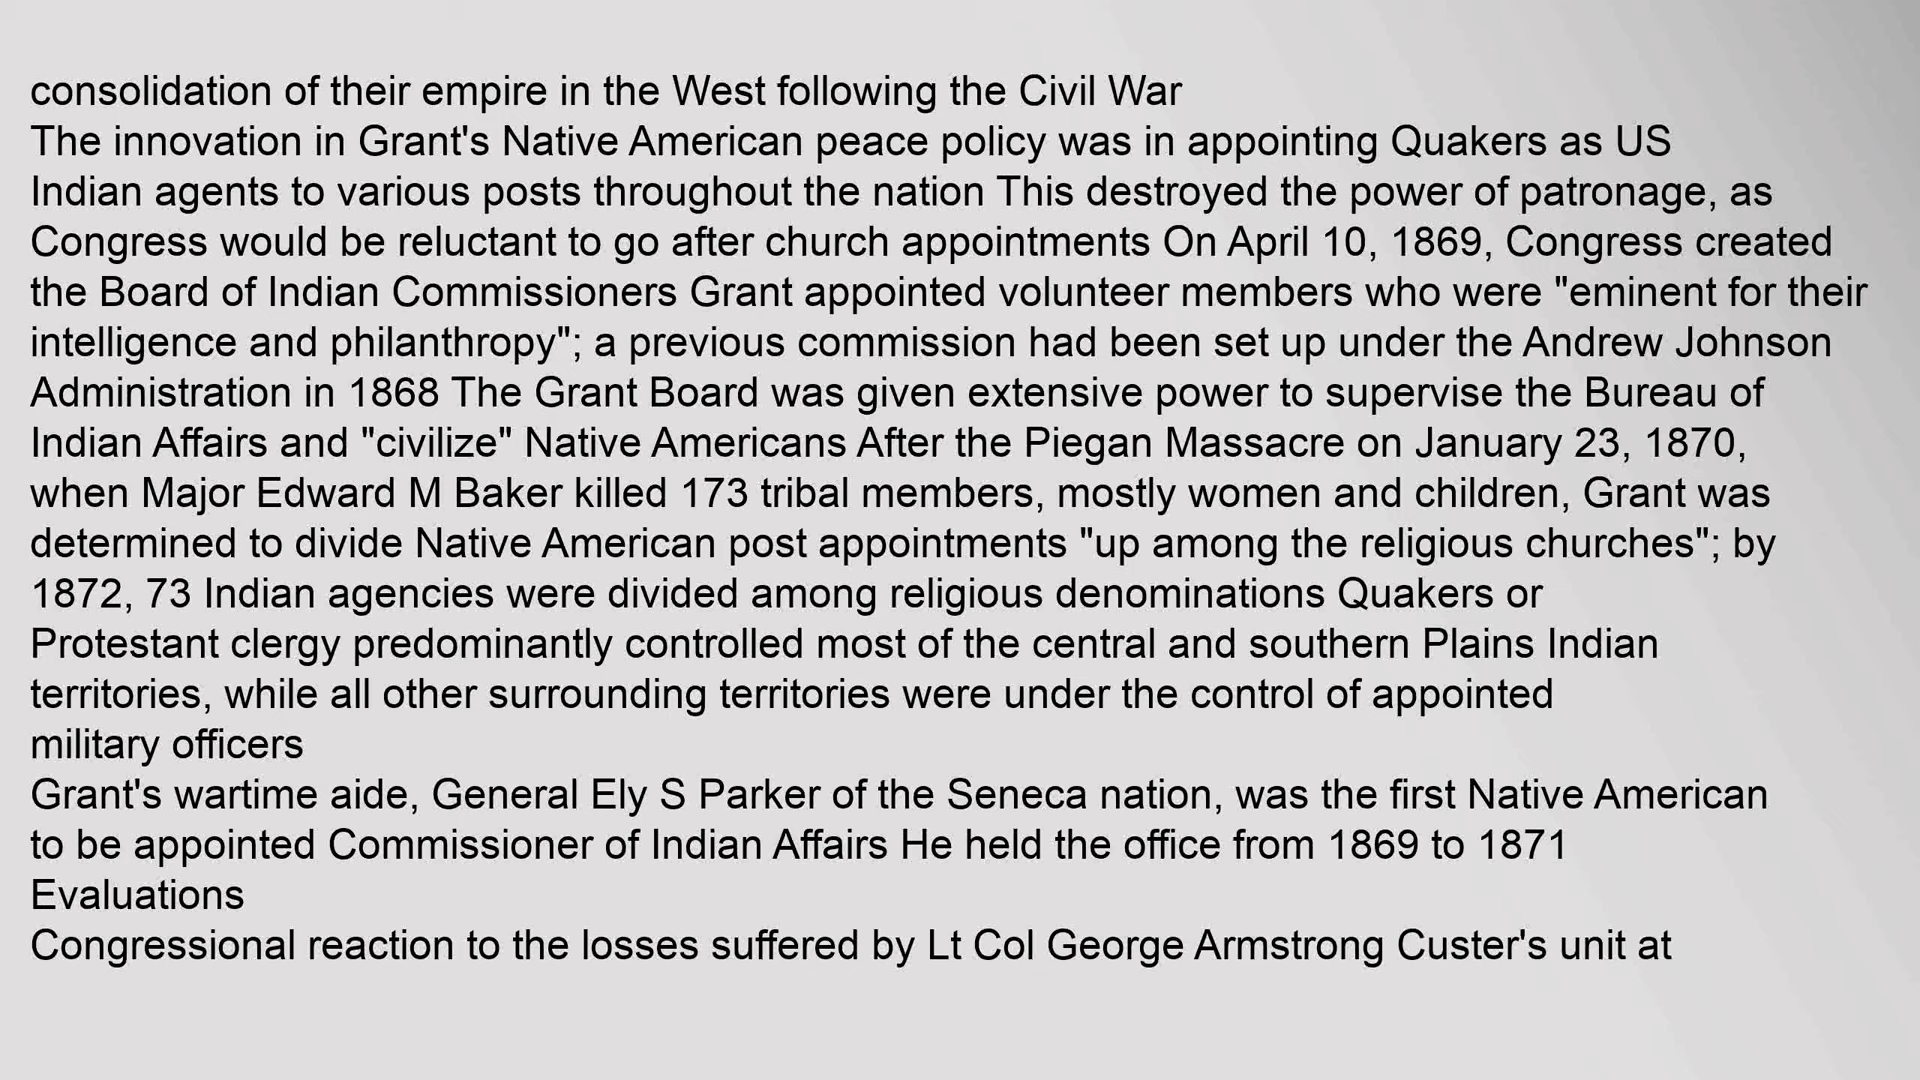 consolidation of their empire in the West following the Civil War
The innovation in Grant's Native American peace policy was in appointing Quakers as US
Indian agents to various posts throughout the nation This destroyed the power of patronage, as
Congress would be reluctant to go after church appointments On April 10, 1869, Congress created
the Board of Indian Commissioners Grant appointed volunteer members who were "eminent for their
intelligence and philanthropy"; a previous commission had been set up under the Andrew Johnson
Administration in 1868 The Grant Board was given extensive power to supervise the Bureau of
Indian Affairs and "civilize" Native Americans After the Piegan Massacre on January 23, 1870,
when Major Edward M Baker killed 173 tribal members, mostly women and children, Grant was
determined to divide Native American post appointments "up among the religious churches"; by
1872, 73 Indian agencies were divided among religious denominations Quakers or
Protestant clergy predominantly controlled most of the central and southern Plains Indian
territories, while all other surrounding territories were under the control of appointed
military officers
Grant's wartime aide, General Ely S Parker of the Seneca nation, was the first Native American
to be appointed Commissioner of Indian Affairs He held the office from 1869 to 1871
Evaluations
Congressional reaction to the losses suffered by Lt Col George Armstrong Custer's unit at